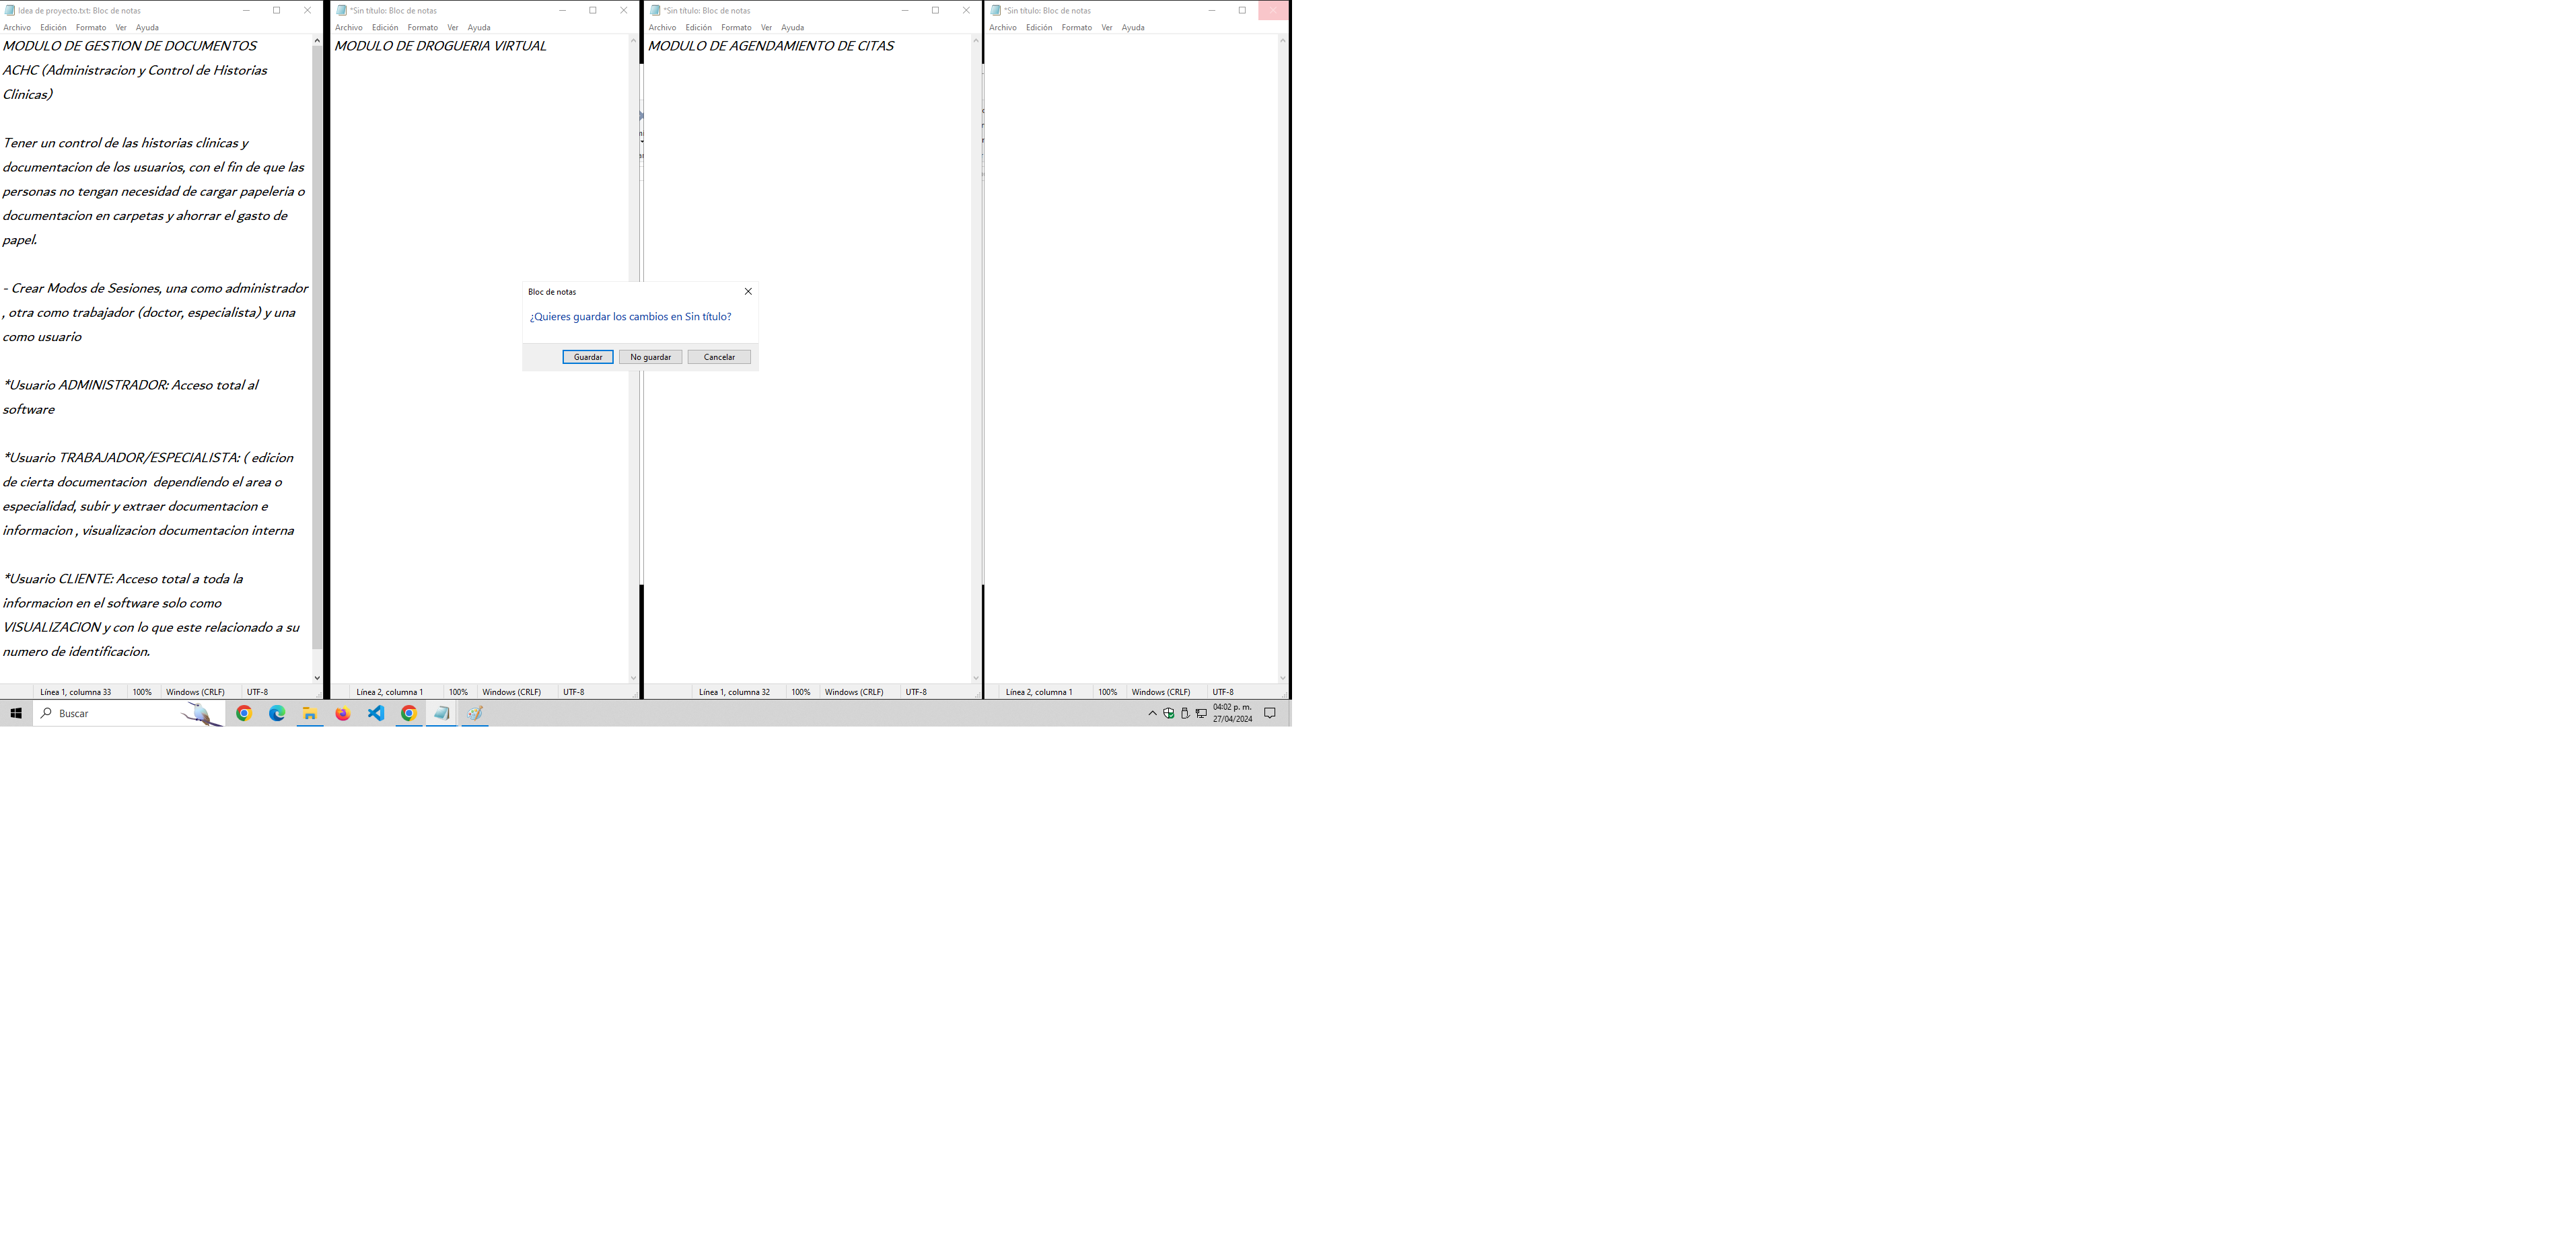 Idea de proyecto.txt: Bloc de notas
Archivo Edición Formato Ver Ayuda
MODULO DE GESTION DE DOCUMENTOS
ACHC (Administracion y Control de Historias
Clinicas)
Tener un control de las historias clinicas y
documentacion de los usuarios, con el fin de que las
personas no tengan necesidad de cargar papeleria o
documentacion en carpetas y ahorrar el gasto de
papel.
- Crear Modos de Sesiones, una como administrador
, otra como trabajador (doctor, especialista) y una
como usuario
*Usuario ADMINISTRADOR: Acceso total al
software
*Usuario TRABAJADOR/ESPECIALISTA: ( edicion
de cierta documentacion  dependiendo el area o
especialidad, subir y extraer documentacion e
informacion , visualizacion documentacion interna
*Usuario CLIENTE: Acceso total a toda la
informacion en el software solo como
VISUALIZACION y con lo que este relacionado a su
numero de identificacion.
Línea 1, columna 33 100% Windows (CRLF) UTF-8
*Sin título: Bloc de notas
Archivo Edición Formato Ver Ayuda
MODULO DE DROGUERIA VIRTUAL
Línea 2, columna 1 100% Windows (CRLF) UTF-8
*Sin título: Bloc de notas
Archivo Edición Formato Ver Ayuda
MODULO DE AGENDAMIENTO DE CITAS
Línea 1, columna 32 100% Windows (CRLF) UTF-8
*Sin título: Bloc de notas
Archivo Edición Formato Ver Ayuda
Línea 2, columna 1 100% Windows (CRLF) UTF-8
Bloc de notas
¿Quieres guardar los cambios en Sin título?
Guardar No guardar Cancelar
Buscar
04:02 p. m.
27/04/2024